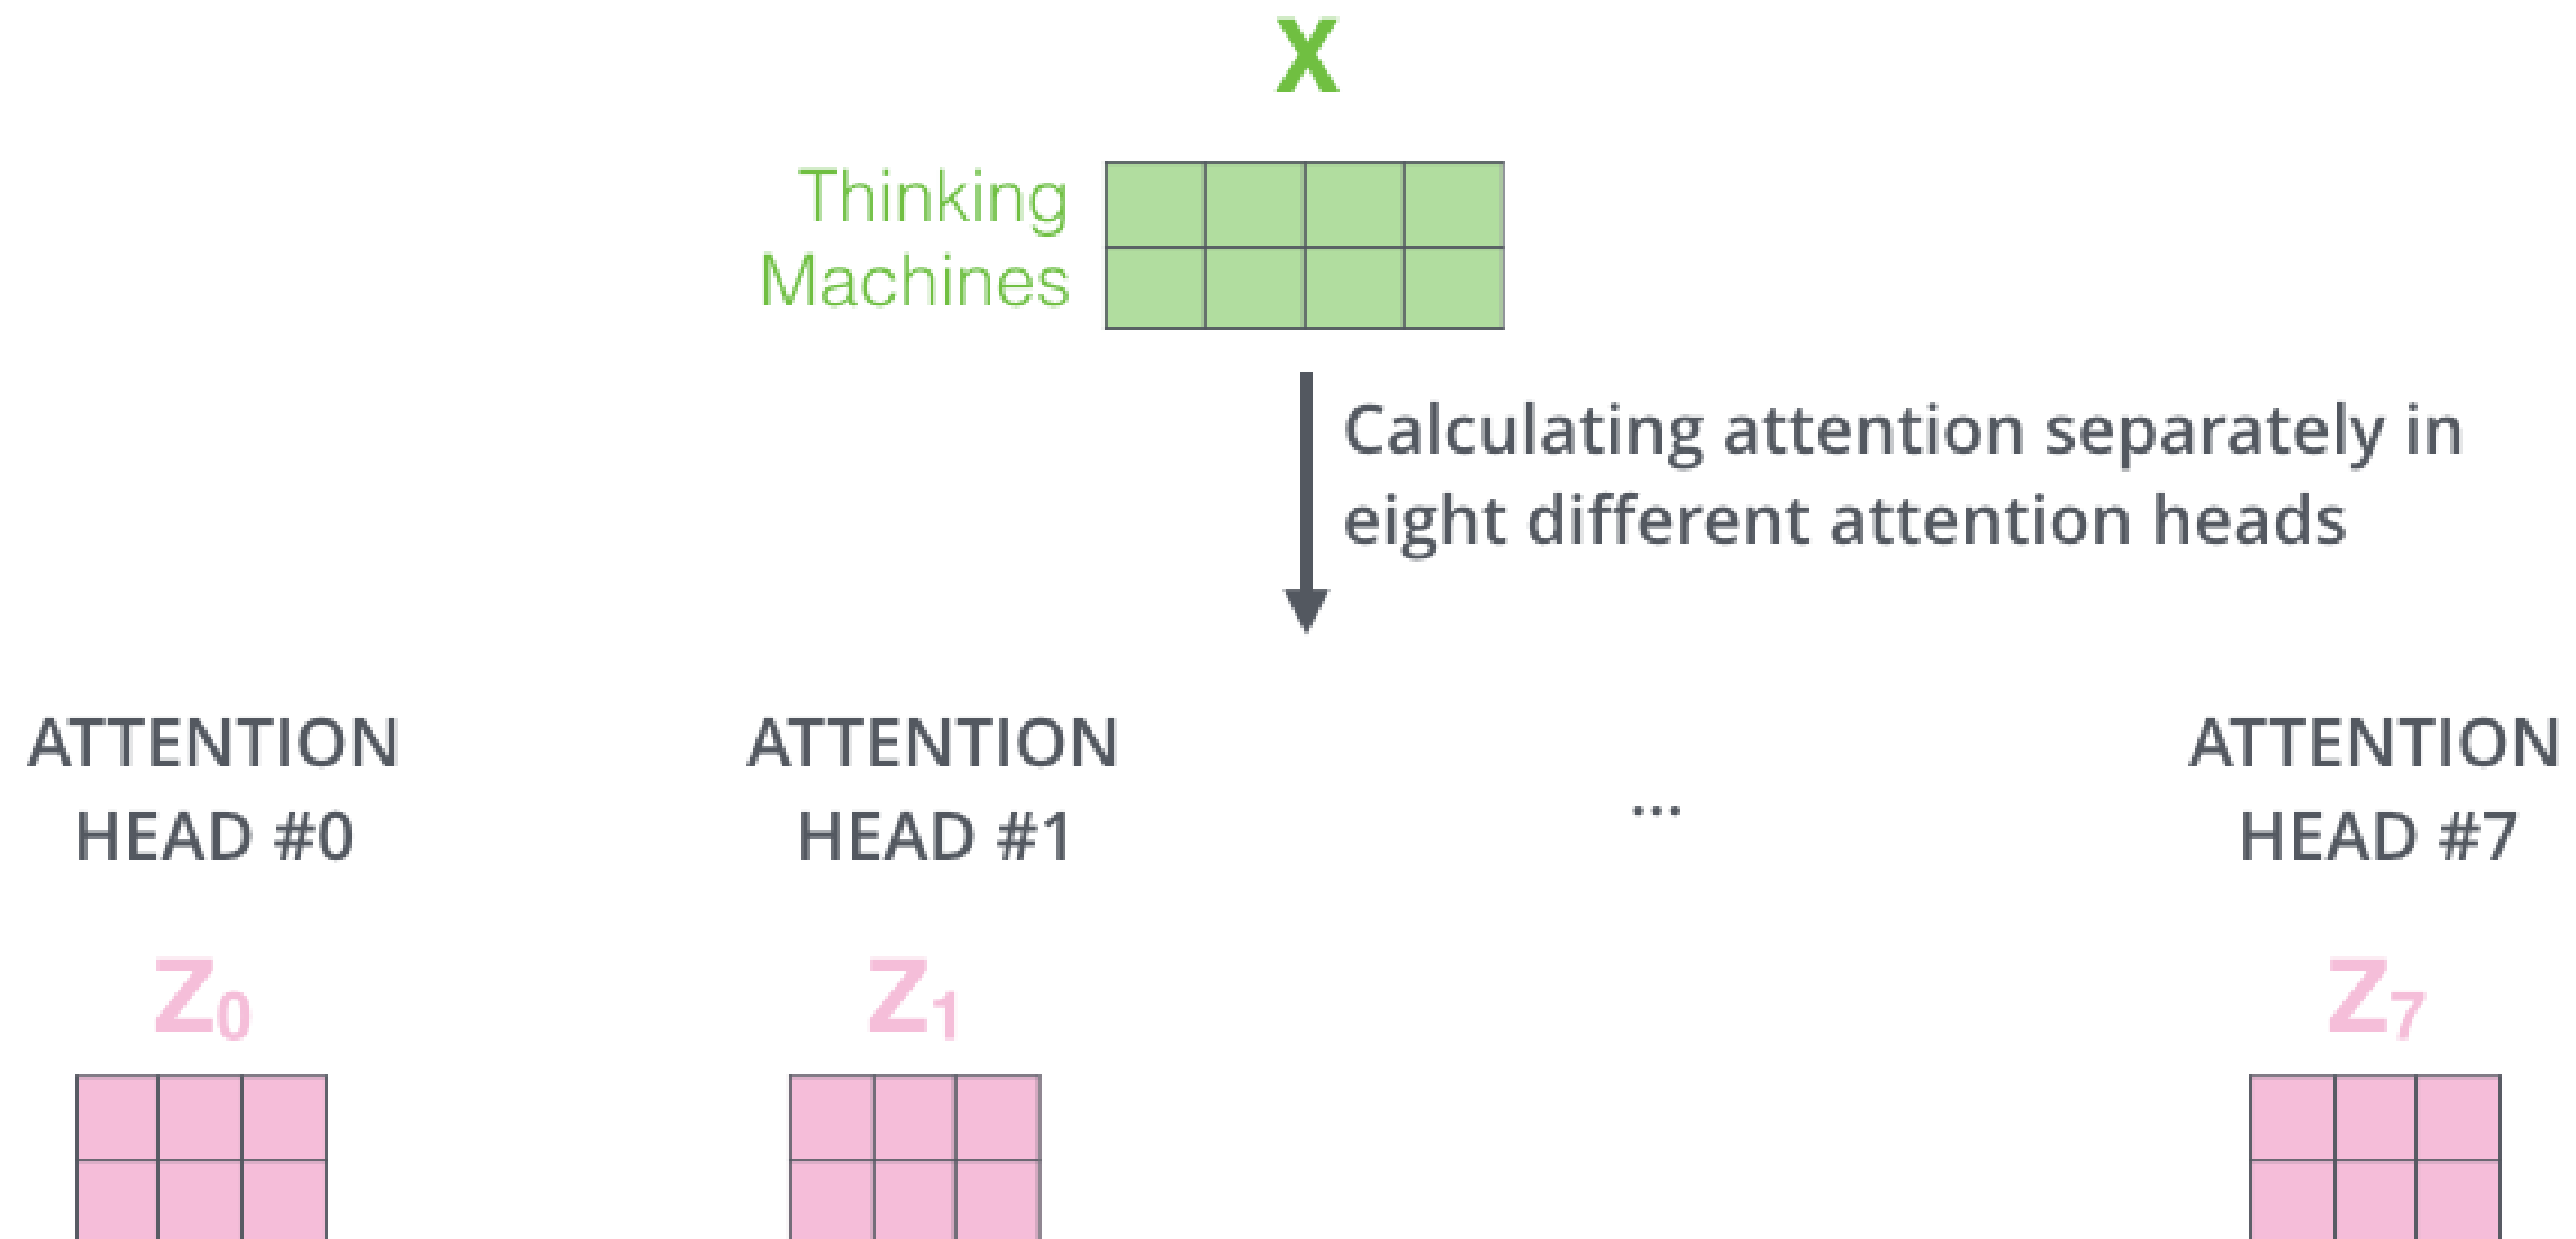 X
Thinking
Machines
Calculating attention separately in
eight different attention heads
ATTENTION
HEAD #0
ATTENTION
HEAD #1
...
ATTENTION
HEAD #7
Z0
Z1
Z7